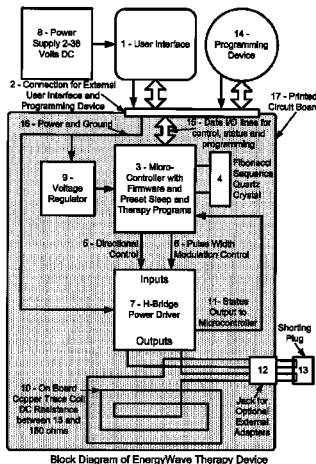 8 - Power
Supply 2-36
Volts DC
1 - User Interface
14 -
Programming
Device
2 - Connection for External
User Interface and
Programming Device
17 - Printed
Circuit Board
16 - Power and Ground
15 - Data I/O lines for
control, status and
programming
3 - Micro-
Controller with
Firmware and
Preset Sleep and
Therapy Programs
4
Fibonacci
Sequence
Quartz
Crystal
9 -
Voltage
Regulator
5 - Directional
Control
6 - Pulse Width
Modulation Control
Inputs
7 - H-Bridge
Power Driver
Outputs
11 - Status
Output to
Microcontroller
Shorting
Plug
12
13
10 - On Board
Copper Trace Coil
DC Resistance
between 15 and
150 ohms
Jack for
Optional
External
Adapters
Block Diagram of EnergyWave Therapy Device